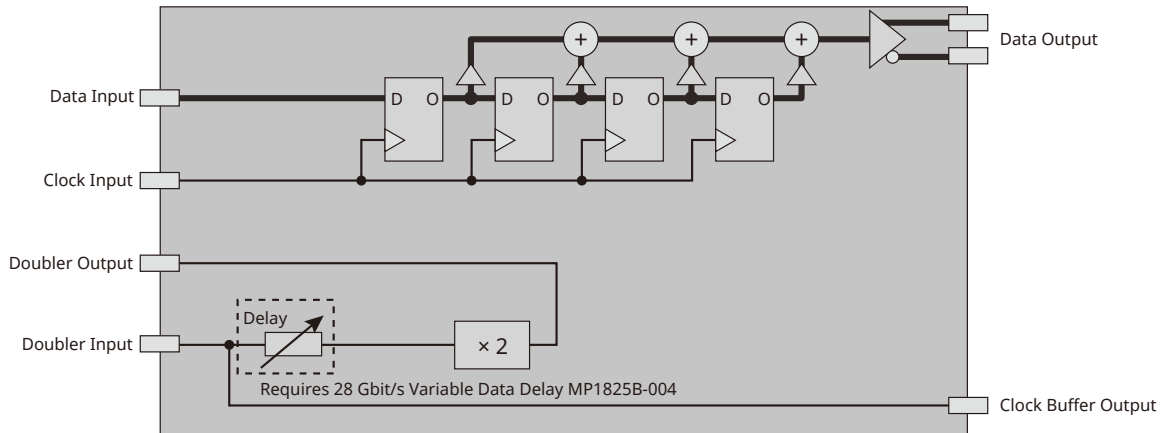 + + +
Data Output
Data Input
D O D O D O D O
Clock Input
Doubler Output
Delay
Doubler Input
× 2
Requires 28 Gbit/s Variable Data Delay MP1825B-004
Clock Buffer Output